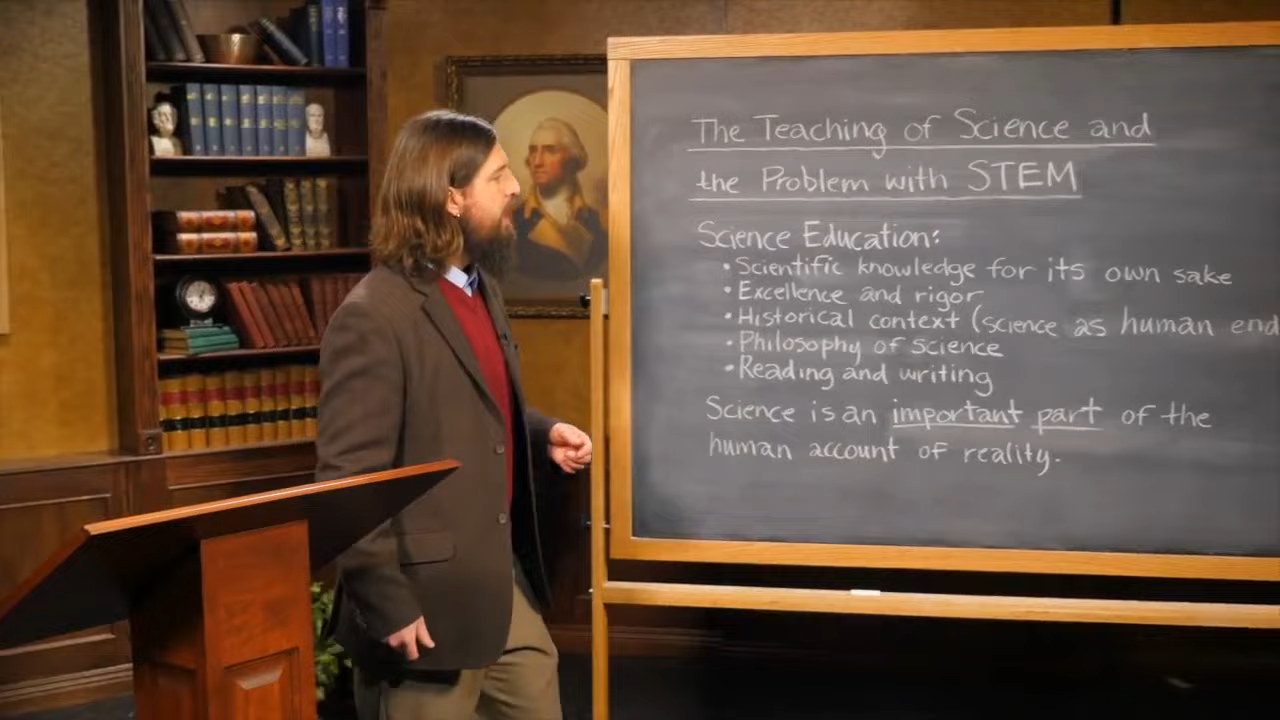 The Teaching of Science and
the Problem with STEM
Science Education:
• Scientific knowledge for its own sake
• Excellence and rigor
• Historical context (science as human end
• Philosophy of science
• Reading and writing
Science is an important part of the
human account of reality.